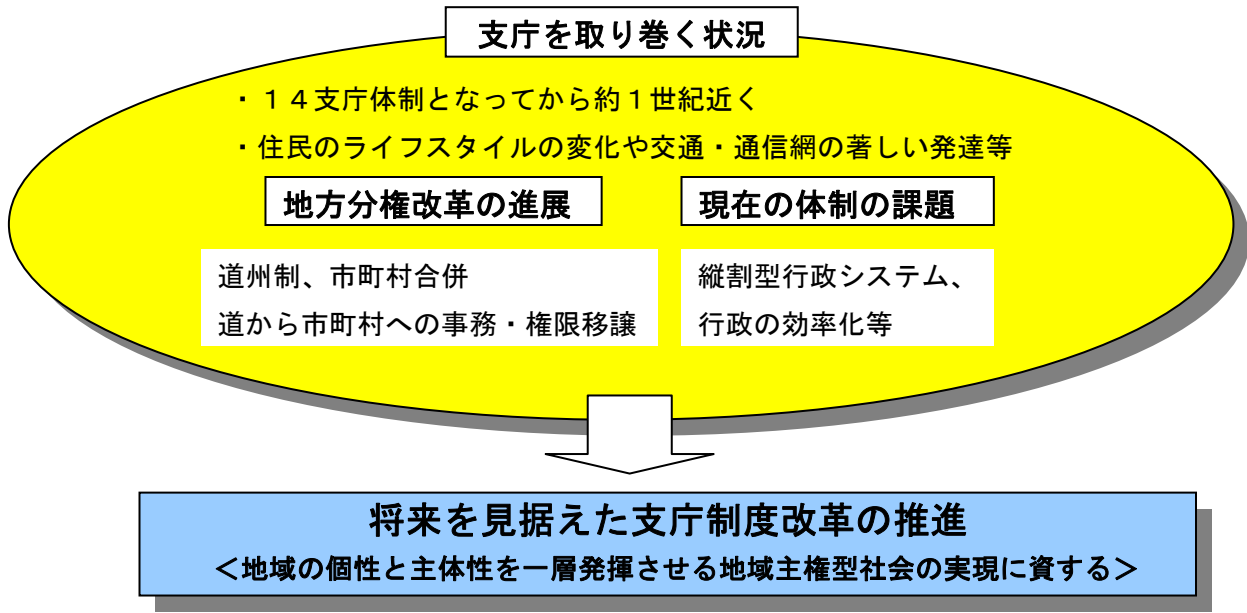 支庁を取り巻く状況
・１４支庁体制となってから約１世紀近く
・住民のライフスタイルの変化や交通・通信網の著しい発達等
地方分権改革の進展
道州制、市町村合併
道から市町村への事務・権限移譲
現在の体制の課題
縦割型行政システム、
行政の効率化等
将来を見据えた支庁制度改革の推進
＜地域の個性と主体性を一層発揮させる地域主権型社会の実現に資する＞